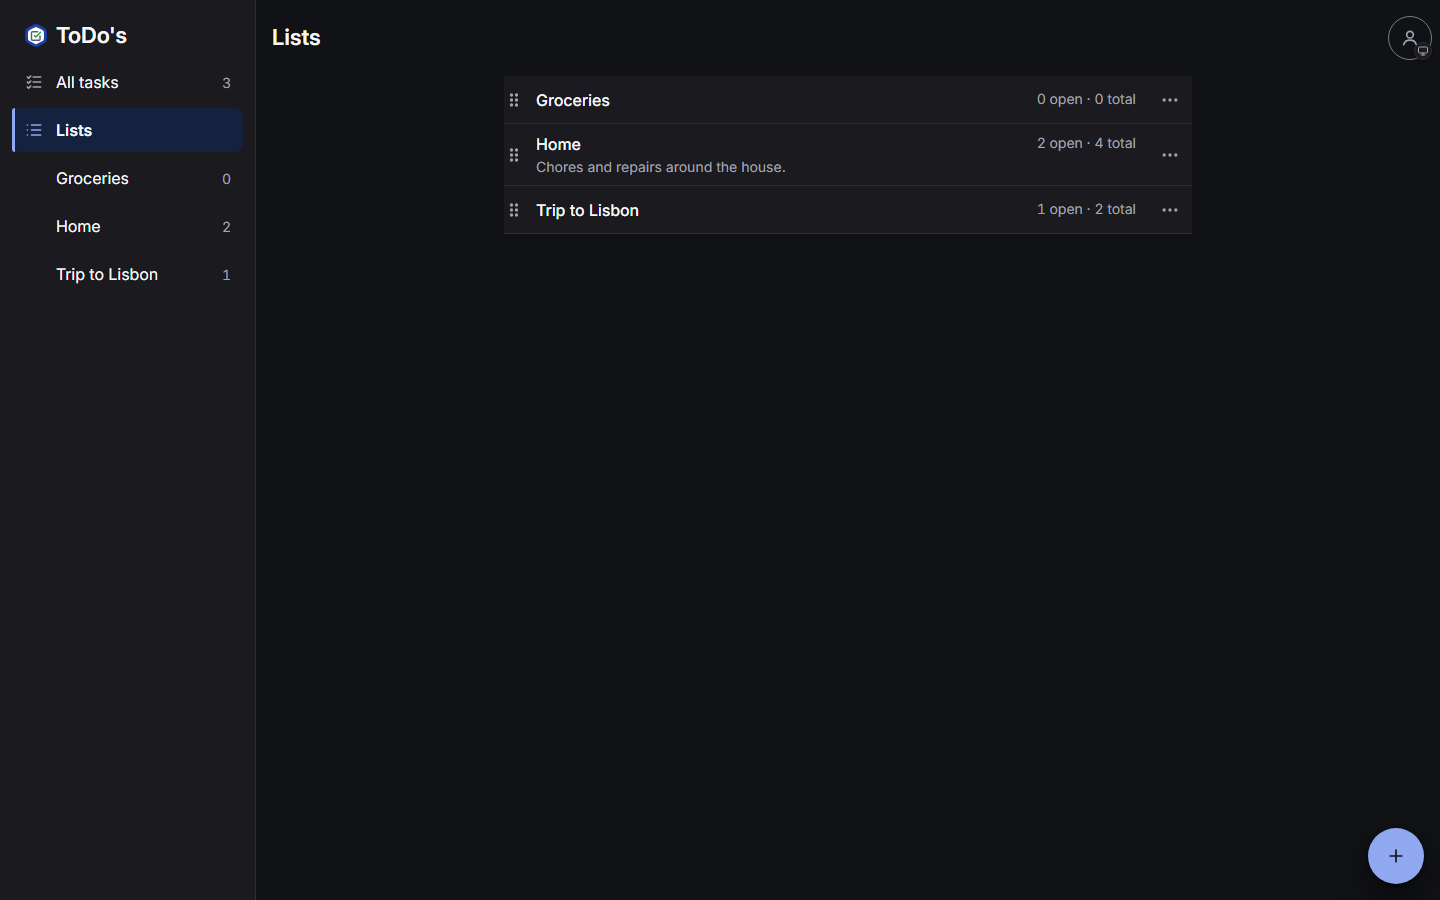 ToDo's
All tasks 3
Lists
Groceries 0
Home 2
Trip to Lisbon 1
Lists
Groceries 0 open · 0 total
Home 2 open · 4 total
Chores and repairs around the house.
Trip to Lisbon 1 open · 2 total